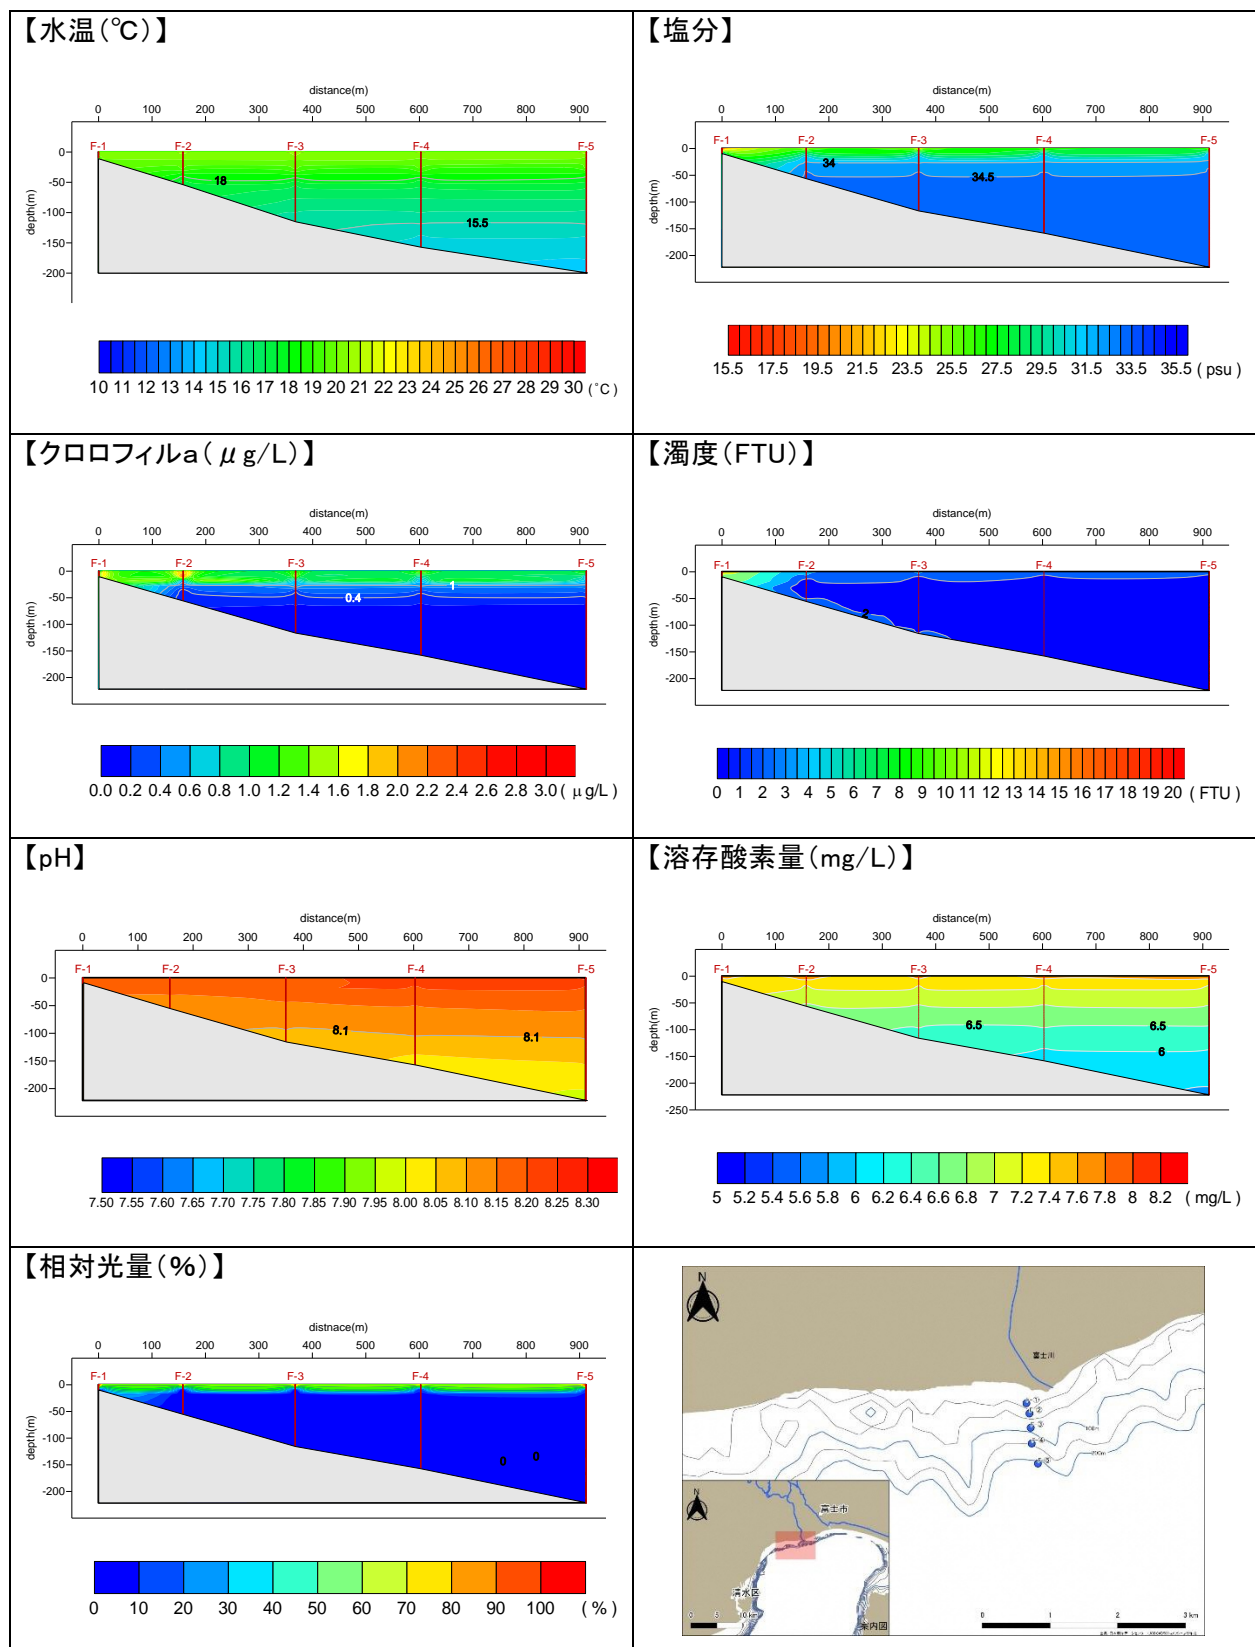 【水温(℃)】
distance(m)
0 100 200 300 400 500 600 700 800 900
F-1 F-2 F-3 F-4 F-5
0
-50
-100
-150
-200
depth(m)
18
15.5
10 11 12 13 14 15 16 17 18 19 20 21 22 23 24 25 26 27 28 29 30 (℃)
【塩分】
distance(m)
0 100 200 300 400 500 600 700 800 900
F-1 F-2 F-3 F-4 F-5
0
-50
-100
-150
-200
depth(m)
34
34.5
15.5 17.5 19.5 21.5 23.5 25.5 27.5 29.5 31.5 33.5 35.5 (psu)
【クロロフィルa(μg/L)】
distance(m)
0 100 200 300 400 500 600 700 800 900
F-1 F-2 F-3 F-4 F-5
0
-50
-100
-150
-200
depth(m)
1
0.4
0.0 0.2 0.4 0.6 0.8 1.0 1.2 1.4 1.6 1.8 2.0 2.2 2.4 2.6 2.8 3.0 (μg/L)
【濁度(FTU)】
distance(m)
0 100 200 300 400 500 600 700 800 900
F-1 F-2 F-3 F-4 F-5
0
-50
-100
-150
-200
depth(m)
2
0 1 2 3 4 5 6 7 8 9 10 11 12 13 14 15 16 17 18 19 20 (FTU)
【pH】
distance(m)
0 100 200 300 400 500 600 700 800 900
F-1 F-2 F-3 F-4 F-5
0
-50
-100
-150
-200
depth(m)
8.1
8.1
7.50 7.55 7.60 7.65 7.70 7.75 7.80 7.85 7.90 7.95 8.00 8.05 8.10 8.15 8.20 8.25 8.30
【溶存酸素量(mg/L)】
distance(m)
0 100 200 300 400 500 600 700 800 900
F-1 F-2 F-3 F-4 F-5
0
-50
-100
-150
-200
-250
depth(m)
6.5
6.5
6
5 5.2 5.4 5.6 5.8 6 6.2 6.4 6.6 6.8 7 7.2 7.4 7.6 7.8 8 8.2 (mg/L)
【相対光量(%)】
distnace(m)
0 100 200 300 400 500 600 700 800 900
F-1 F-2 F-3 F-4 F-5
0
-50
-100
-150
-200
depth(m)
0
0
0 10 20 30 40 50 60 70 80 90 100 (%)
N
富士川
①
②
③
④
100m
200m
N
富士市
清水区
0 5 10 km
案内図
0 1 2 3 km